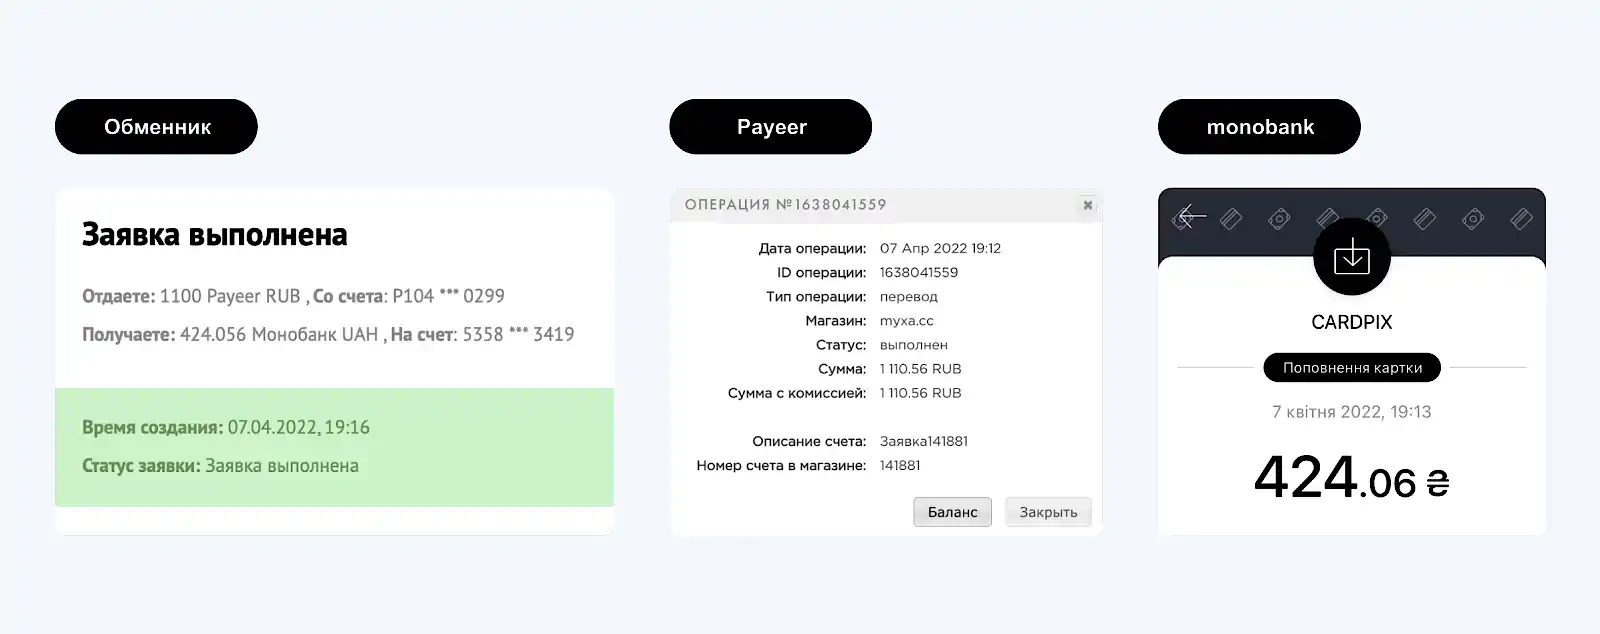 Обменник
Заявка выполнена
Отдаете: 1100 Payeer RUB , Со счета: P104 *** 0299
Получаете: 424.056 Монобанк UAH , На счет: 5358 *** 3419
Время создания: 07.04.2022, 19:16
Статус заявки: Заявка выполнена
Payeer
ОПЕРАЦИЯ №1638041559
Дата операции: 07 Апр 2022 19:12
ID операции: 1638041559
Тип операции: перевод
Магазин: myxa.cc
Статус: выполнен
Сумма: 1 110.56 RUB
Сумма с комиссией: 1 110.56 RUB
Описание счета: Заявка141881
Номер счета в магазине: 141881
Баланс
Закрыть
monobank
CARDPIX
Поповнення картки
7 квітня 2022, 19:13
424.06 ₴